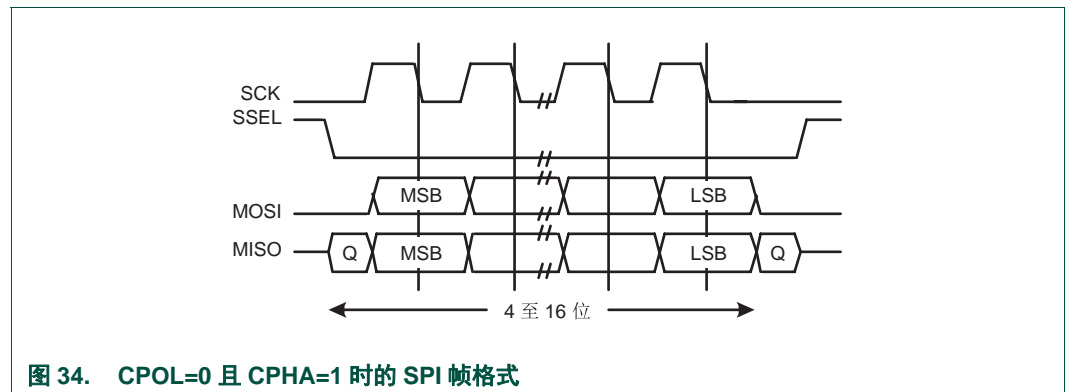 SCK
SSEL
MOSI
MSB
LSB
MISO
Q
MSB
LSB
Q
4 至 16 位
图 34. CPOL=0 且 CPHA=1 时的 SPI 帧格式